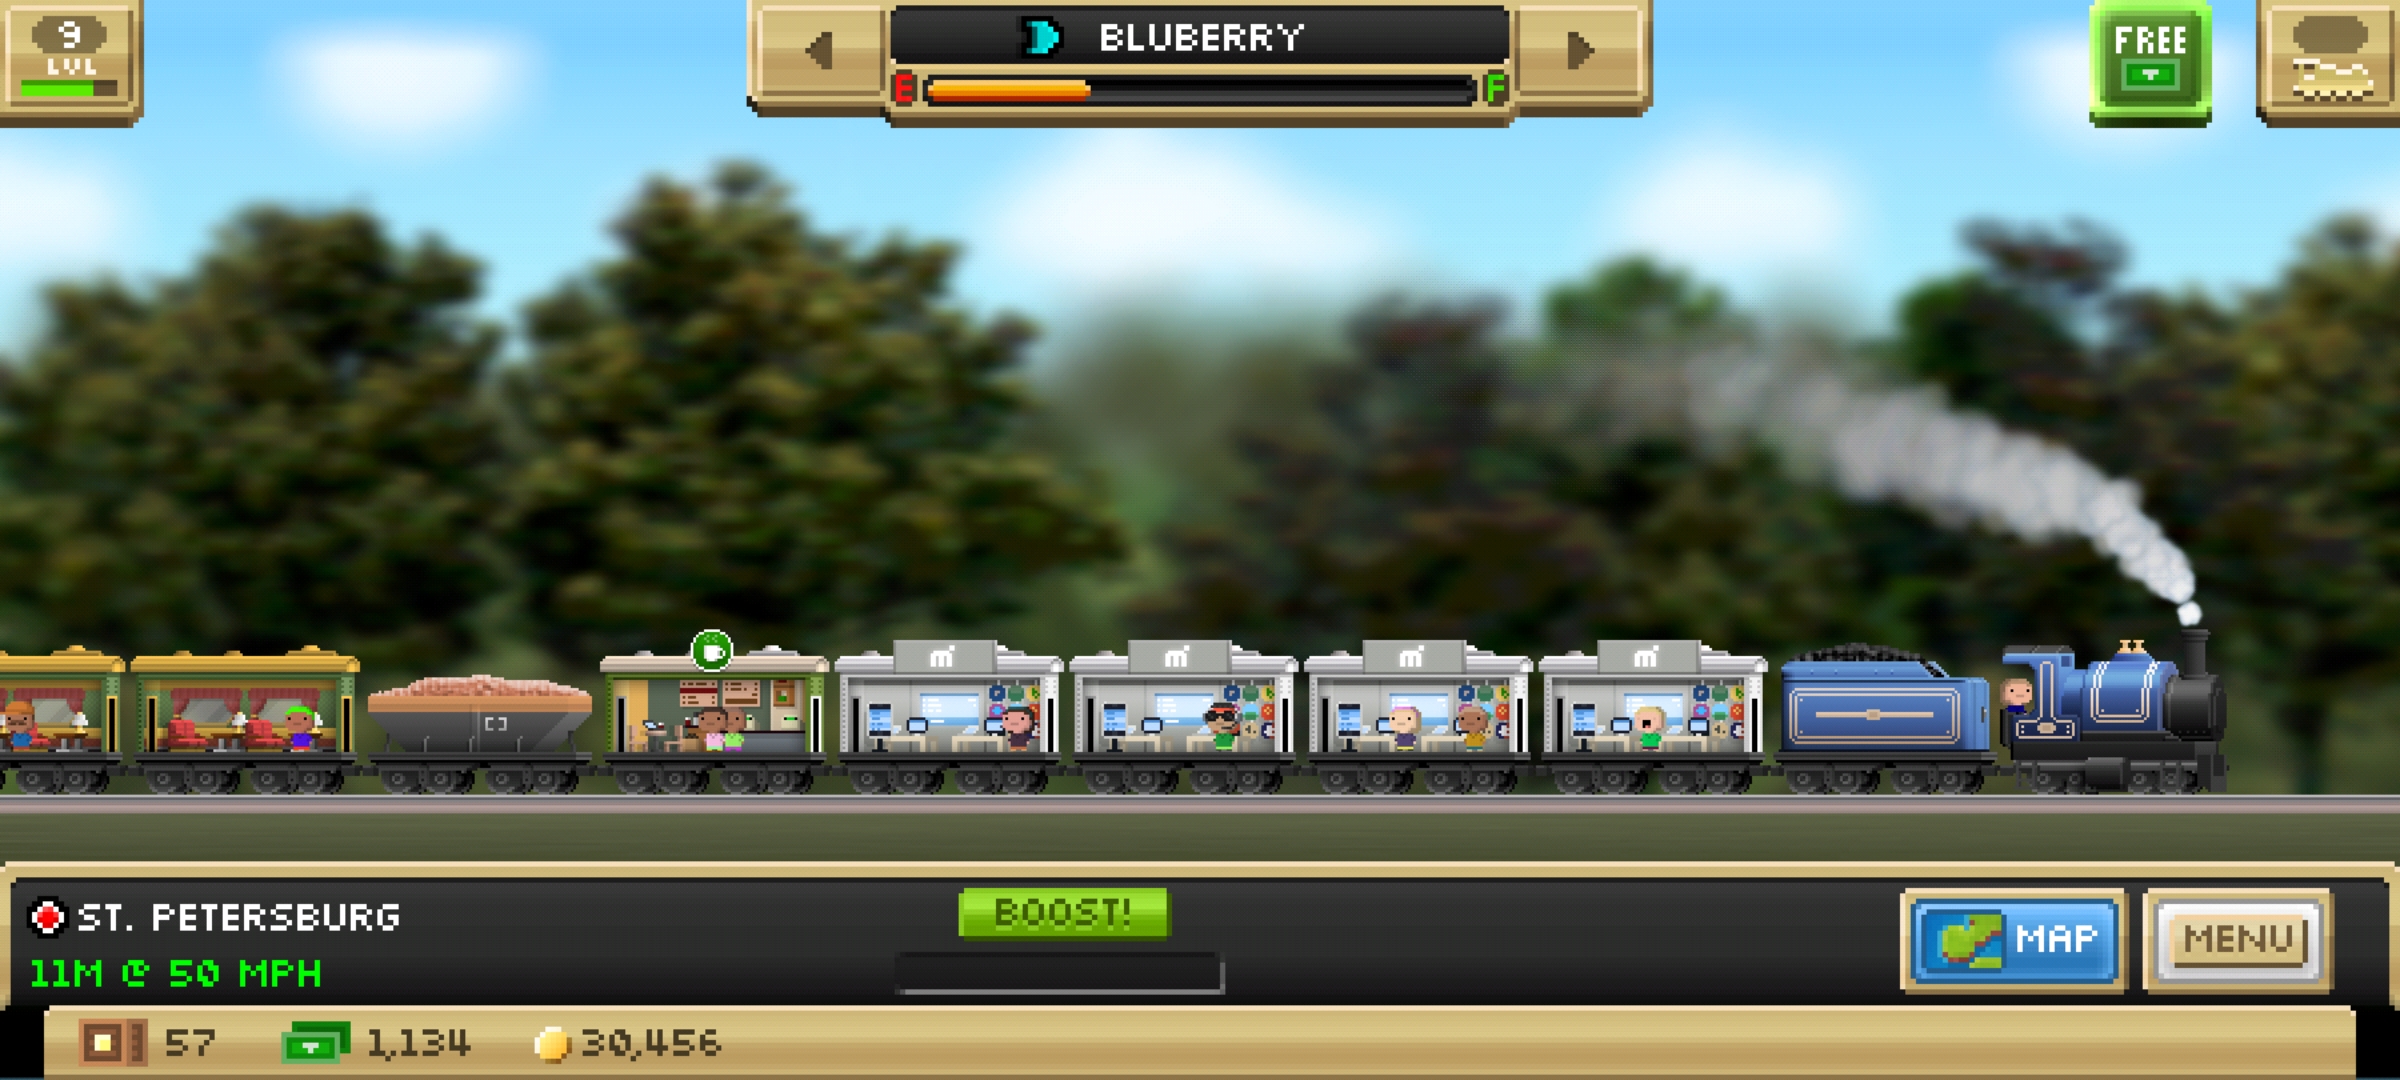 9
LVL
BLUBERRY
E
F
FREE
m
m
m
m
ST. PETERSBURG
11M @ 50 MPH
BOOST!
MAP
MENU
57
1,134
30,456